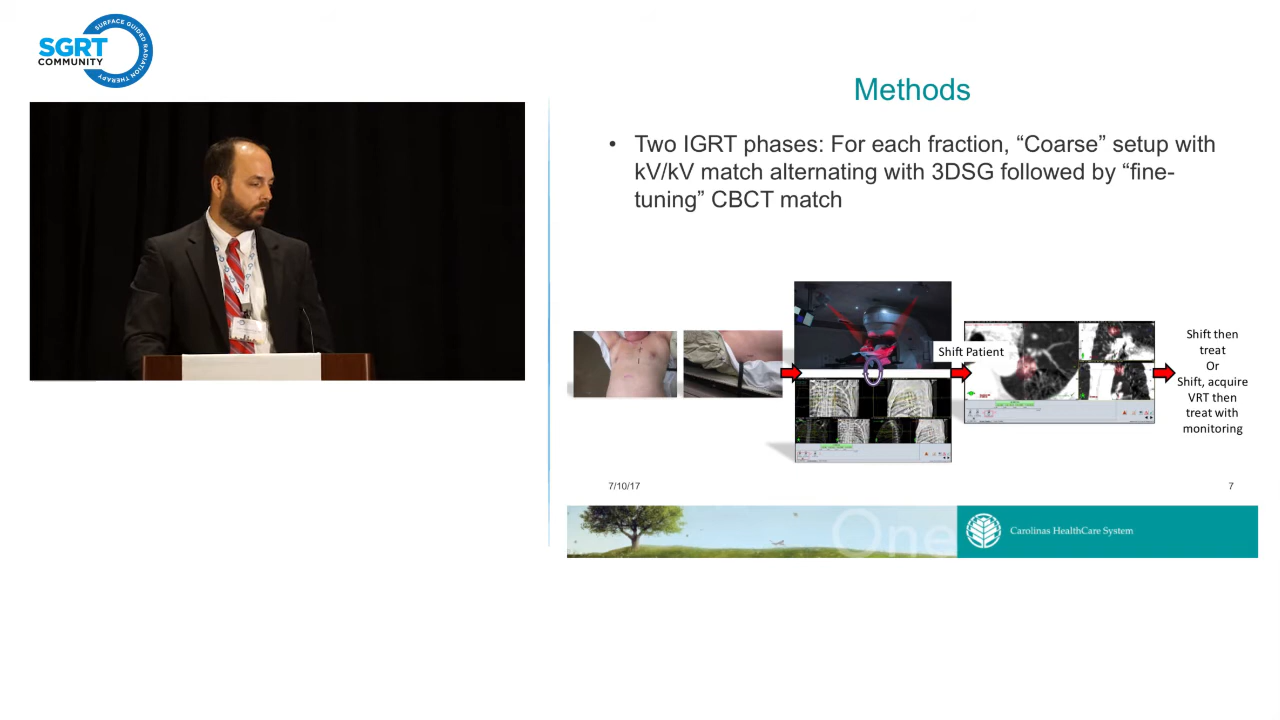 SURFACE GUIDED RADIATION THERAPY
SGRT
COMMUNITY
Methods
• Two IGRT phases: For each fraction, “Coarse” setup with
kV/kV match alternating with 3DSG followed by “fine-
tuning” CBCT match
Shift Patient
Shift then
treat
Or
Shift, acquire
VRT then
treat with
monitoring
7/10/17
7
One
Carolinas HealthCare System